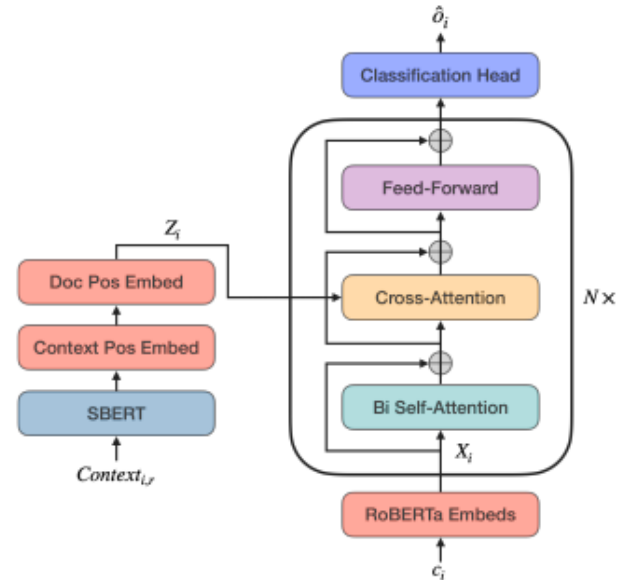 ô_i
Classification Head
Feed-Forward
Z_i
Doc Pos Embed
Cross-Attention
N ×
Context Pos Embed
SBERT
Bi Self-Attention
Context_{i,r}
X_i
RoBERTa Embeds
c_i